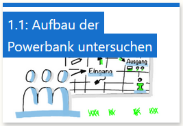 1.1: Aufbau der
Powerbank untersuchen
Ausgang
Eingang